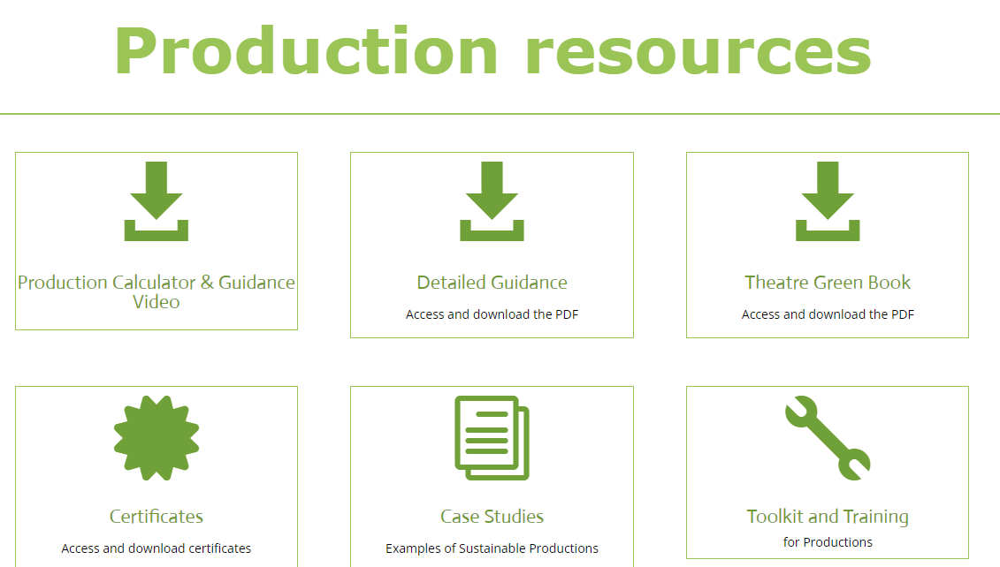 Production resources
Production Calculator & Guidance
Video
Detailed Guidance
Access and download the PDF
Theatre Green Book
Access and download the PDF
Certificates
Access and download certificates
Case Studies
Examples of Sustainable Productions
Toolkit and Training
for Productions